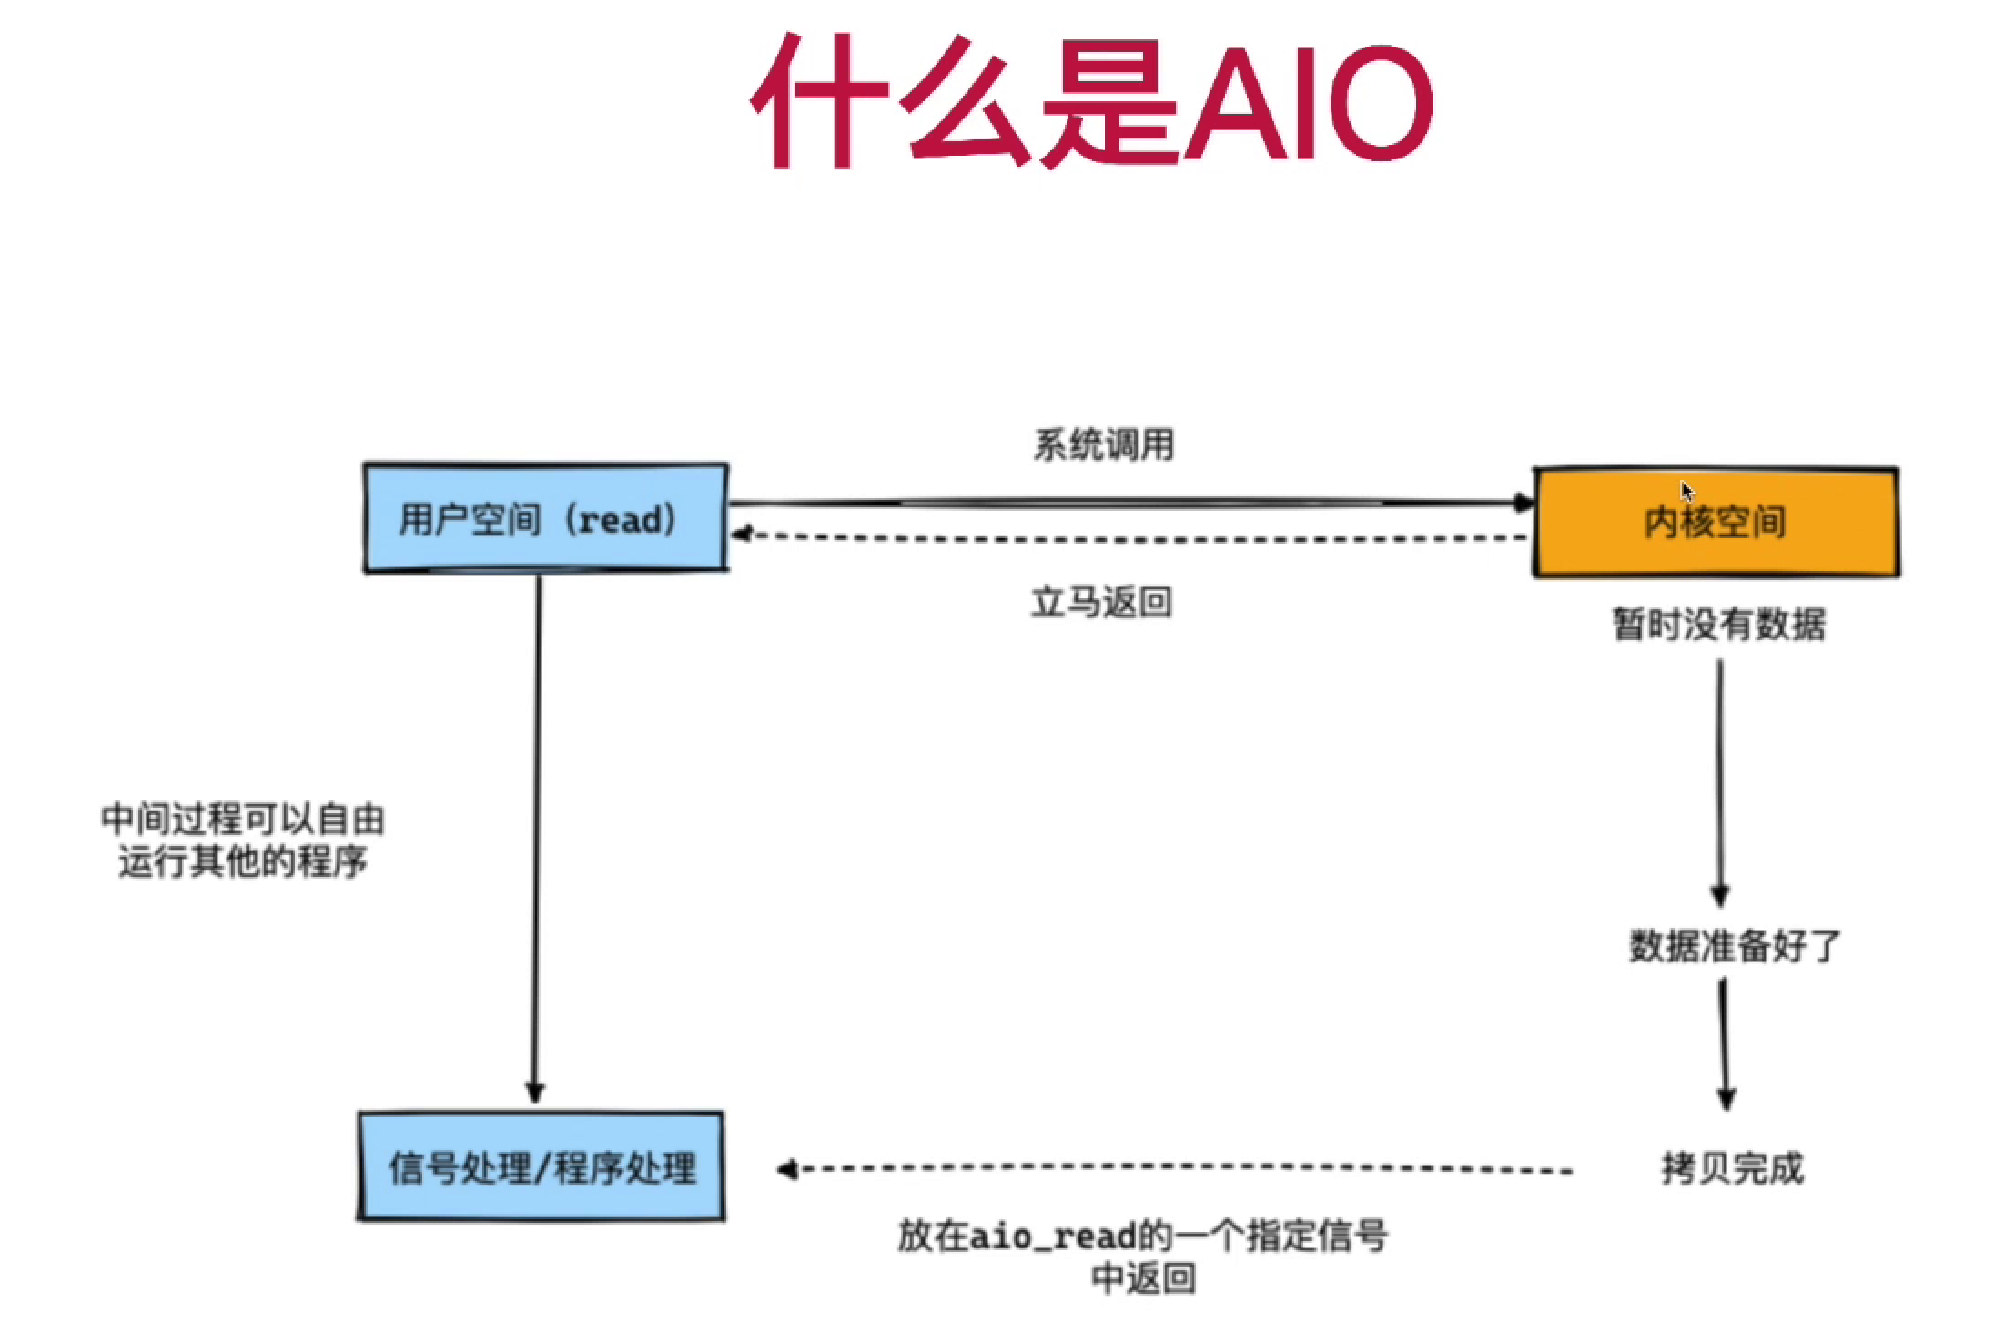 什么是AIO
系统调用
用户空间（read）
内核空间
立马返回
暂时没有数据
中间过程可以自由
运行其他的程序
数据准备好了
信号处理/程序处理
拷贝完成
放在aio_read的一个指定信号
中返回